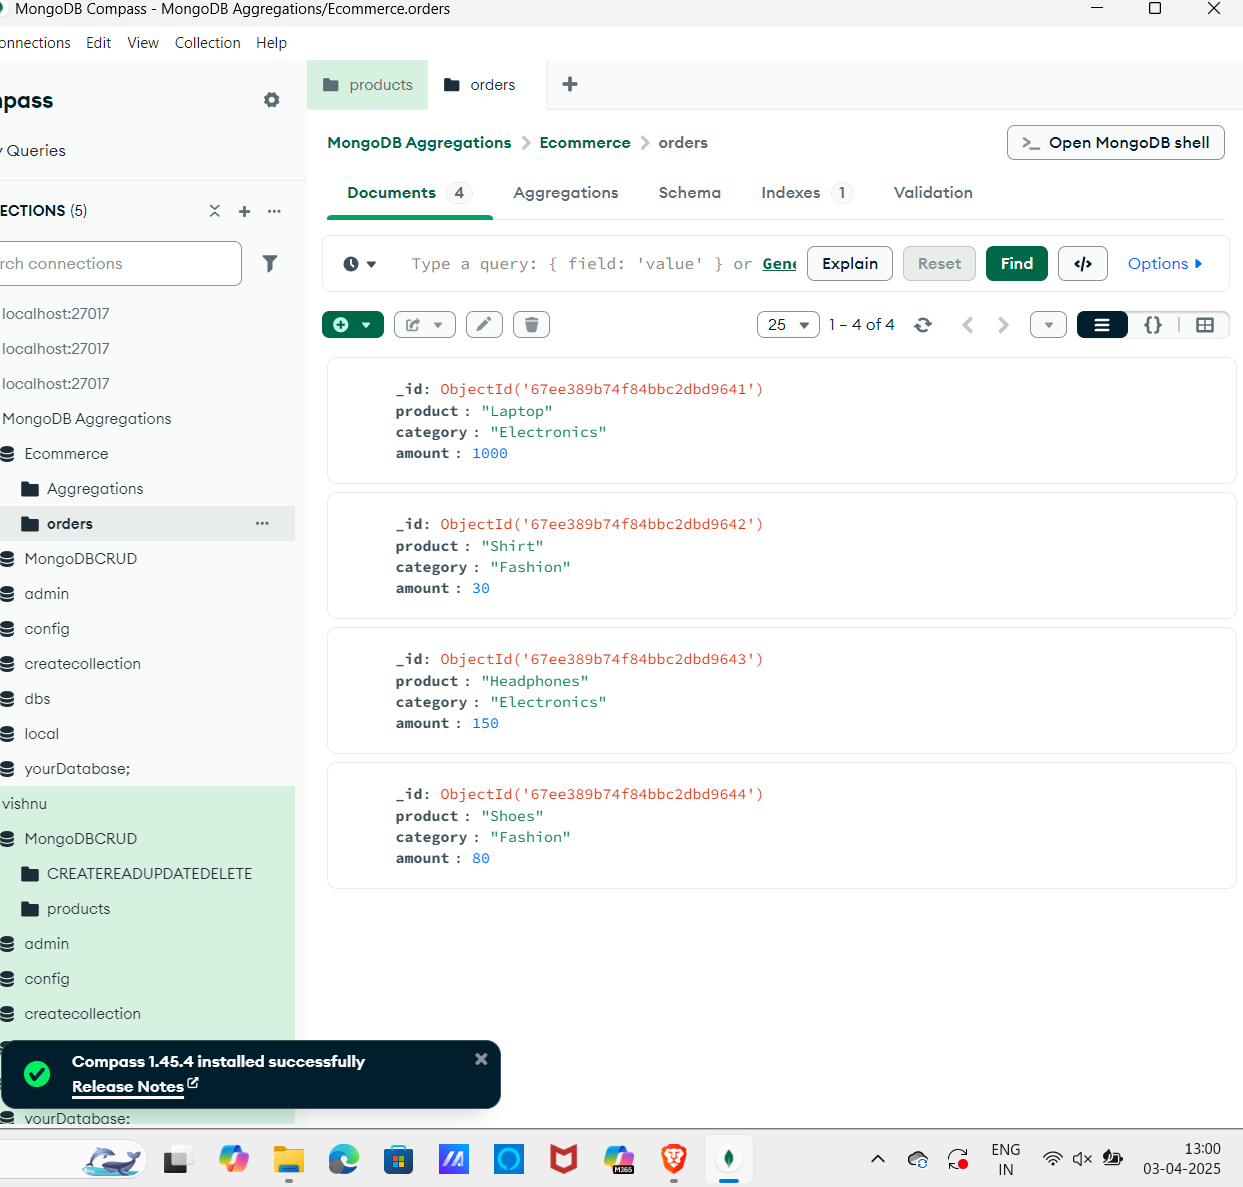 MongoDB Compass - MongoDB Aggregations/Ecommerce.orders
onnections Edit View Collection Help
mpass
products
orders
y Queries
MongoDB Aggregations
Ecommerce
orders
>_ Open MongoDB shell
Documents 4
Aggregations
Schema
Indexes 1
Validation
ECTIONS (5)
rch connections
Type a query: { field: 'value' } or Gene
Explain
Reset
Find
</>
Options
25
1 – 4 of 4
{}
localhost:27017
localhost:27017
localhost:27017
MongoDB Aggregations
Ecommerce
Aggregations
orders
MongoDBCRUD
admin
config
createcollection
dbs
local
yourDatabase;
vishnu
MongoDBCRUD
CREATEREADUPDATEDELETE
products
admin
config
createcollection
yourDatabase;
_id: ObjectId('67ee389b74f84bbc2dbd9641')
product : "Laptop"
category : "Electronics"
amount : 1000
_id: ObjectId('67ee389b74f84bbc2dbd9642')
product : "Shirt"
category : "Fashion"
amount : 30
_id: ObjectId('67ee389b74f84bbc2dbd9643')
product : "Headphones"
category : "Electronics"
amount : 150
_id: ObjectId('67ee389b74f84bbc2dbd9644')
product : "Shoes"
category : "Fashion"
amount : 80
Compass 1.45.4 installed successfully
Release Notes
M365
ENG
IN
13:00
03-04-2025